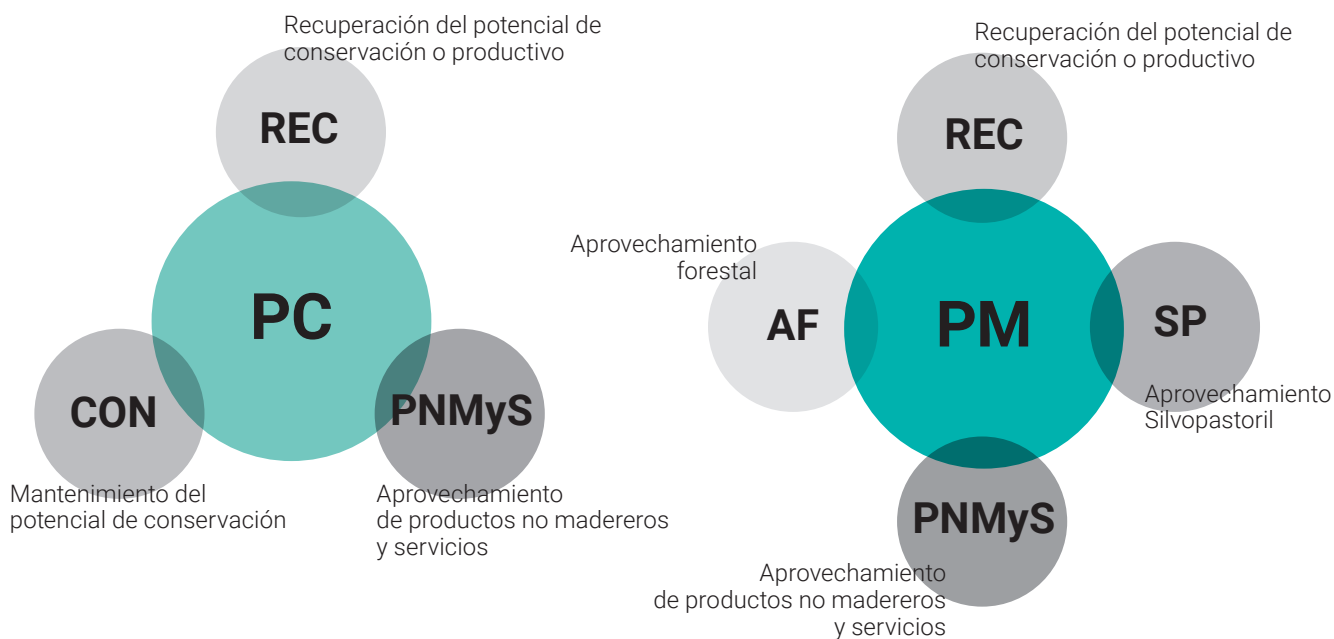 Recuperación del potencial de
conservación o productivo
REC
PC
CON
PNMyS
Mantenimiento del
potencial de conservación
Aprovechamiento
de productos no madereros
y servicios
Recuperación del potencial de
conservación o productivo
REC
Aprovechamiento
forestal
AF
PM
SP
Aprovechamiento
Silvopastoril
PNMyS
Aprovechamiento
de productos no madereros
y servicios